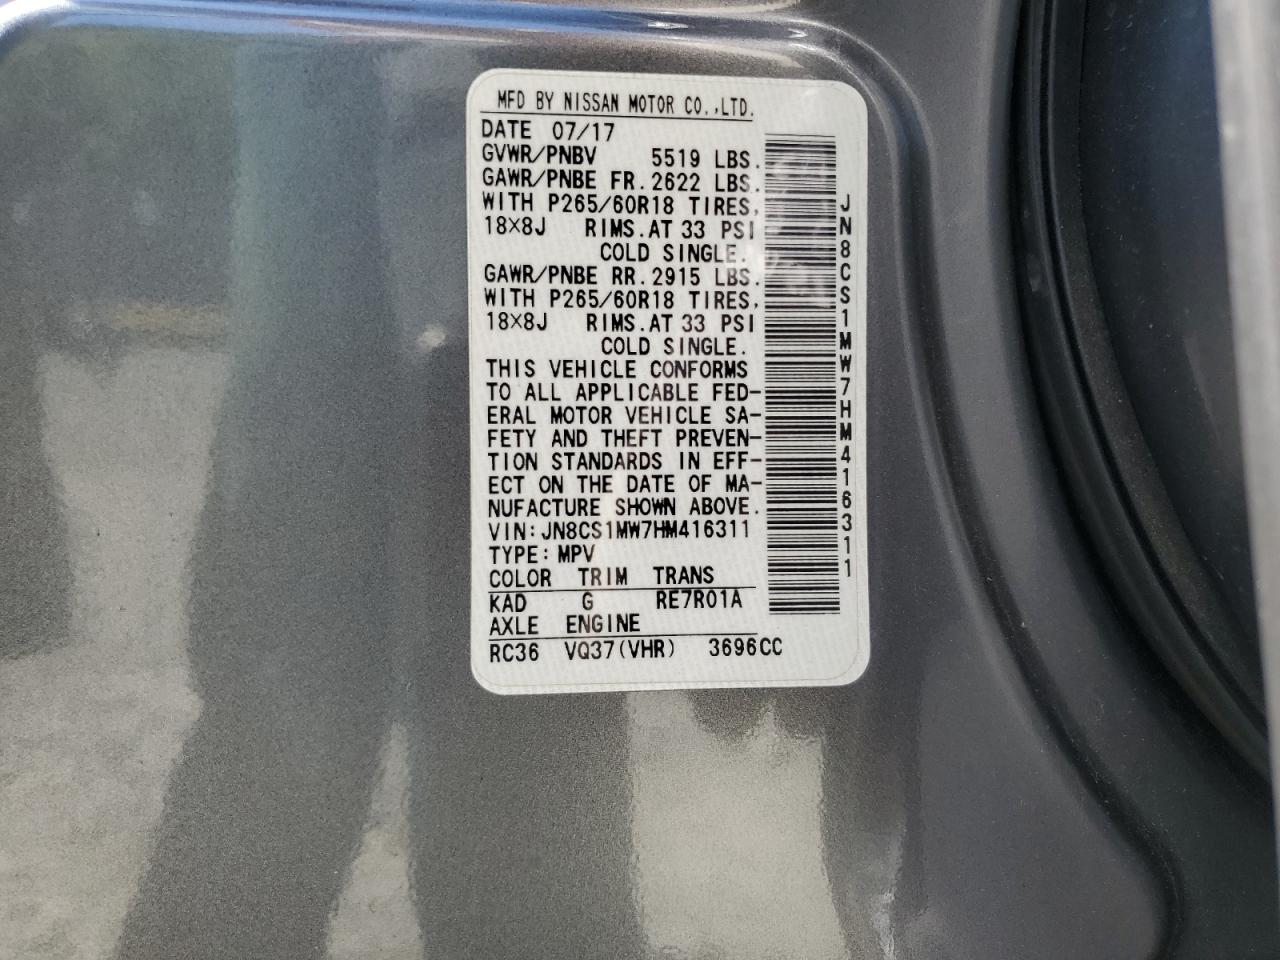 MFD BY NISSAN MOTOR CO.,LTD.
DATE 07/17
GVWR/PNBV 5519 LBS.
GAWR/PNBE FR. 2622 LBS.
WITH P265/60R18 TIRES,
18X8J RIMS. AT 33 PSI
COLD SINGLE.
GAWR/PNBE RR. 2915 LBS.
WITH P265/60R18 TIRES,
18X8J RIMS. AT 33 PSI
COLD SINGLE.
THIS VEHICLE CONFORMS
TO ALL APPLICABLE FED-
ERAL MOTOR VEHICLE SA-
FETY AND THEFT PREVEN-
TION STANDARDS IN EFF-
ECT ON THE DATE OF MA-
NUFACTURE SHOWN ABOVE.
VIN: JN8CS1MW7HM416311
TYPE: MPV
COLOR TRIM TRANS
KAD G RE7R01A
AXLE ENGINE
RC36 VQ37(VHR) 3696CC
JN8CS1MW7HM416311